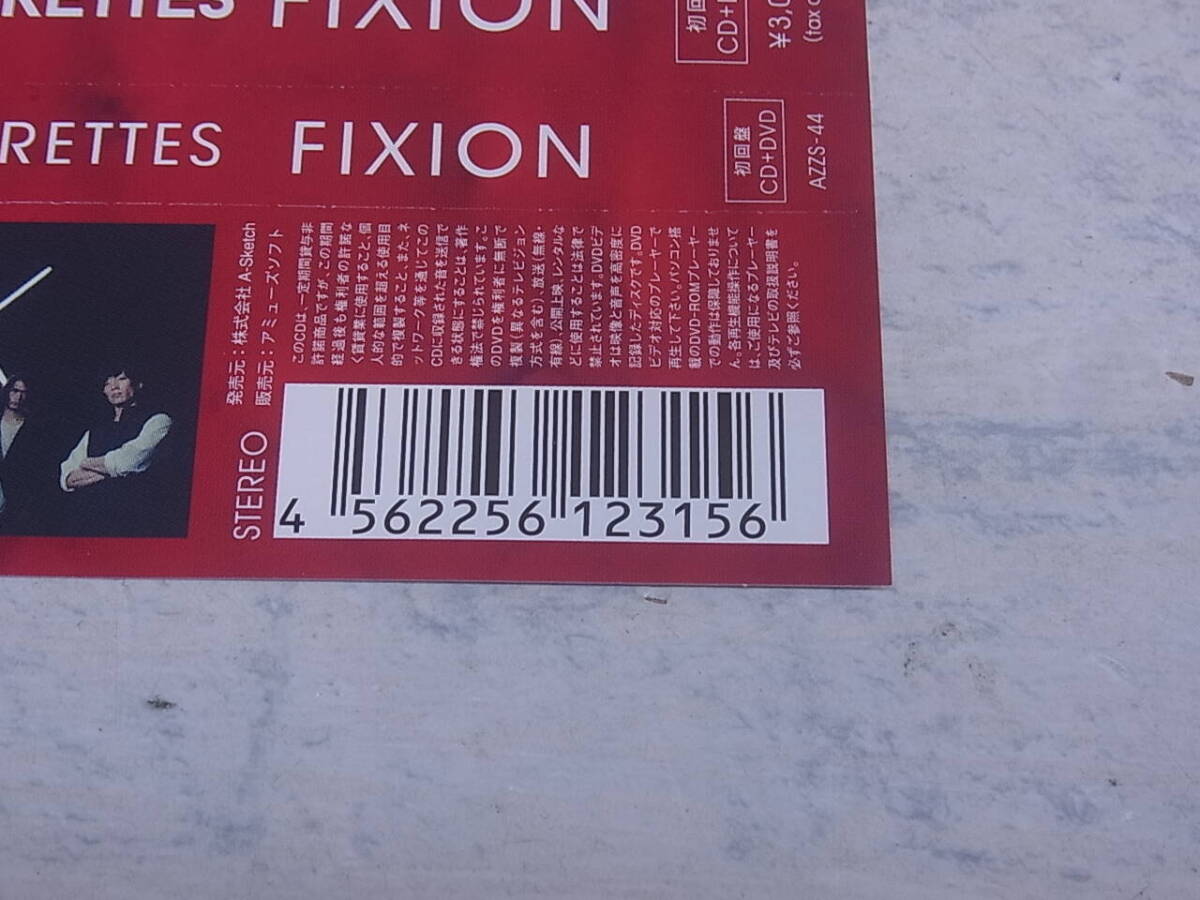 RETTES FIXION
初回
¥3,0
(tax
RETTES FIXION
初回盤
CD+DVD
AZZS-44
発売元：株式会社 A-Sketch
販売元：アミューズソフト
このCDは、一定期間貸与非
許諾商品ですが、この期間
経過後も権利者の許諾な
く賃貸業に使用すること、個
人的な範囲を超える使用目
的で複製すること、また、ネ
ットワーク等を通じてこの
CDに収録された音を送信で
きる状態にすることは、著作
権法で禁じられています。こ
のDVDを権利者に無断で
複製(異なるテレビジョン
方式を含む)、放送(無線・
有線)、公開上映、レンタルな
どに使用することは法律で
禁止されています。DVDビデ
オは映像と音声を高密度に
記録したディスクです。DVD
ビデオ対応のプレーヤーで
再生して下さい。パソコン搭
載のDVD-ROMプレーヤー
での動作は保障しておりませ
ん。各再生機能操作について
は、ご使用になるプレーヤー
及びテレビの取扱説明書を
必ずご参照ください。
STEREO
4 562256 123156